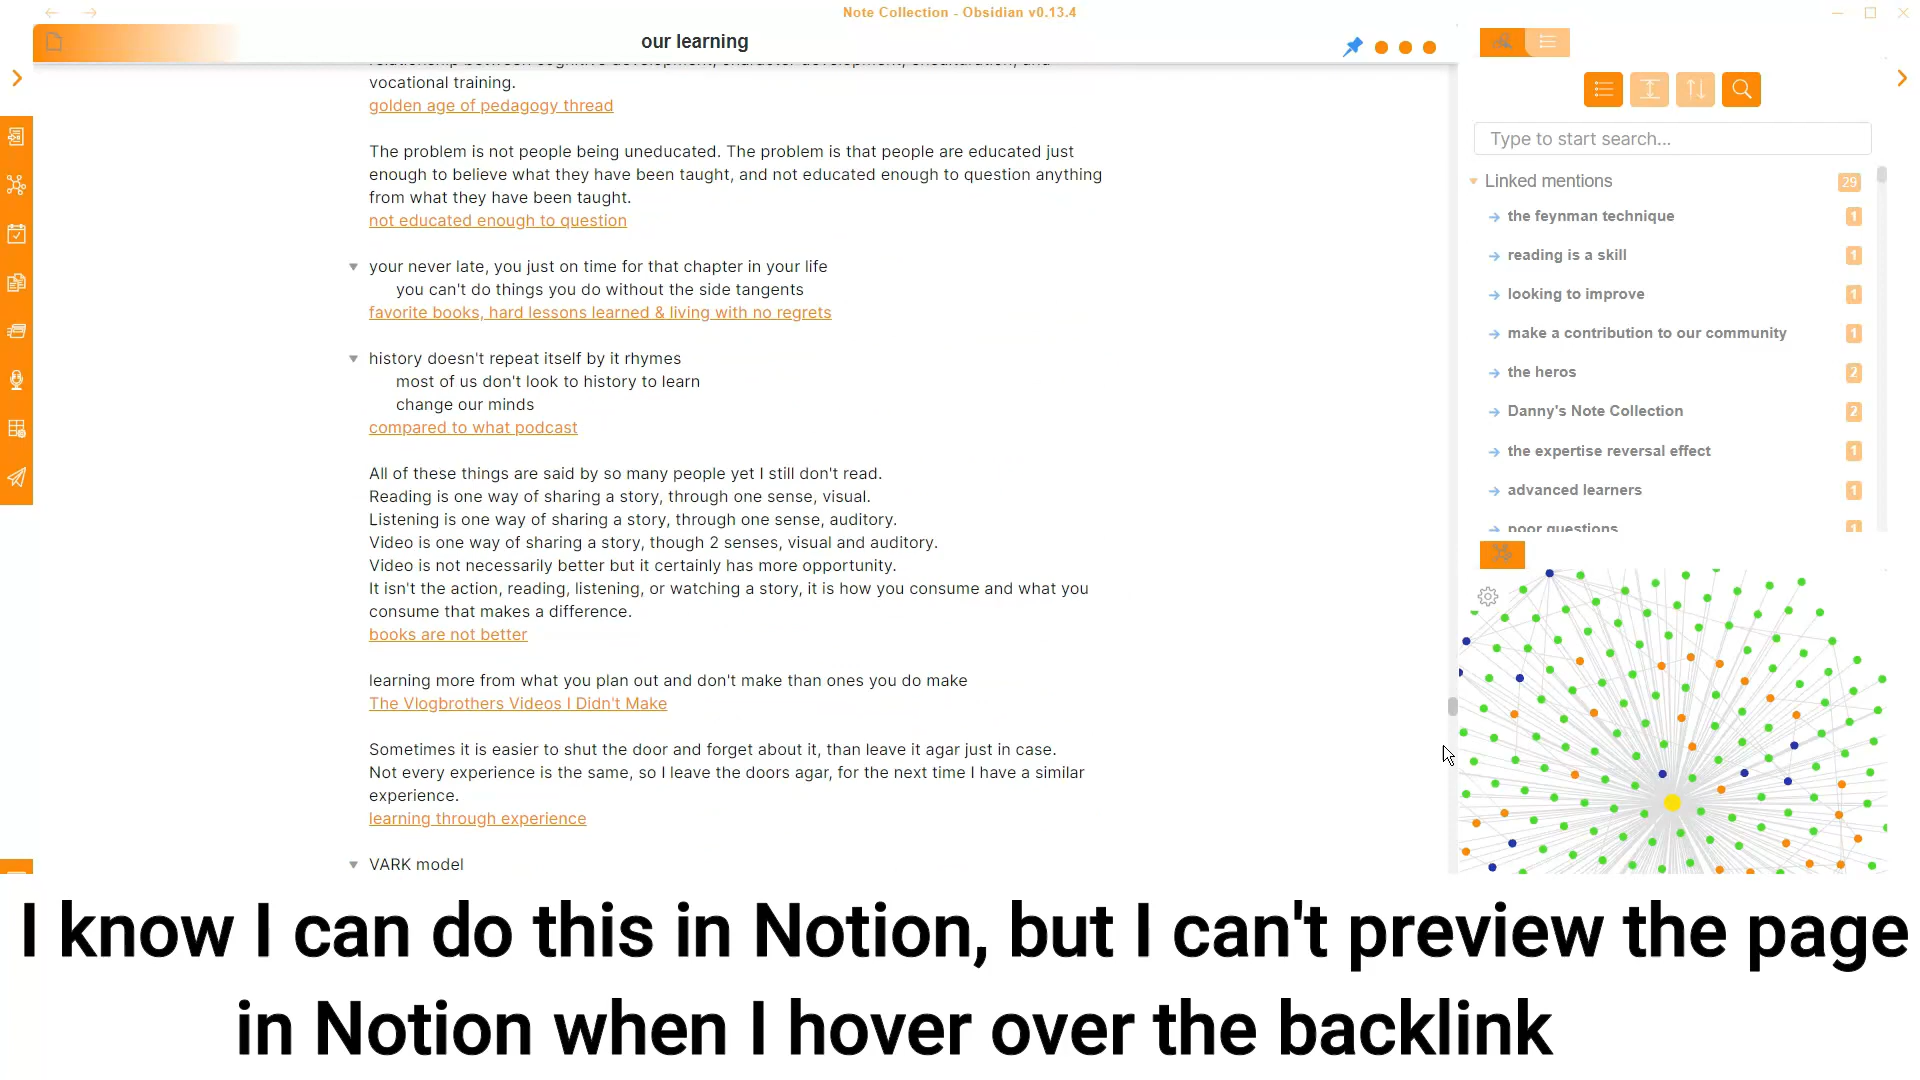 Note Collection - Obsidian v0.13.4
our learning
relationship between cognitive development, character development, enculturation, and
vocational training.
golden age of pedagogy thread
The problem is not people being uneducated. The problem is that people are educated just
enough to believe what they have been taught, and not educated enough to question anything
from what they have been taught.
not educated enough to question
your never late, you just on time for that chapter in your life
you can't do things you do without the side tangents
favorite books, hard lessons learned & living with no regrets
history doesn't repeat itself by it rhymes
most of us don't look to history to learn
change our minds
compared to what podcast
All of these things are said by so many people yet I still don't read.
Reading is one way of sharing a story, through one sense, visual.
Listening is one way of sharing a story, through one sense, auditory.
Video is one way of sharing a story, though 2 senses, visual and auditory.
Video is not necessarily better but it certainly has more opportunity.
It isn't the action, reading, listening, or watching a story, it is how you consume and what you
consume that makes a difference.
books are not better
learning more from what you plan out and don't make than ones you do make
The Vlogbrothers Videos I Didn't Make
Sometimes it is easier to shut the door and forget about it, than leave it agar just in case.
Not every experience is the same, so I leave the doors agar, for the next time I have a similar
experience.
learning through experience
VARK model
Type to start search...
Linked mentions 29
the feynman technique 1
reading is a skill 1
looking to improve 1
make a contribution to our community 1
the heros 2
Danny's Note Collection 2
the expertise reversal effect 1
advanced learners 1
poor questions 1
I know I can do this in Notion, but I can't preview the page
in Notion when I hover over the backlink